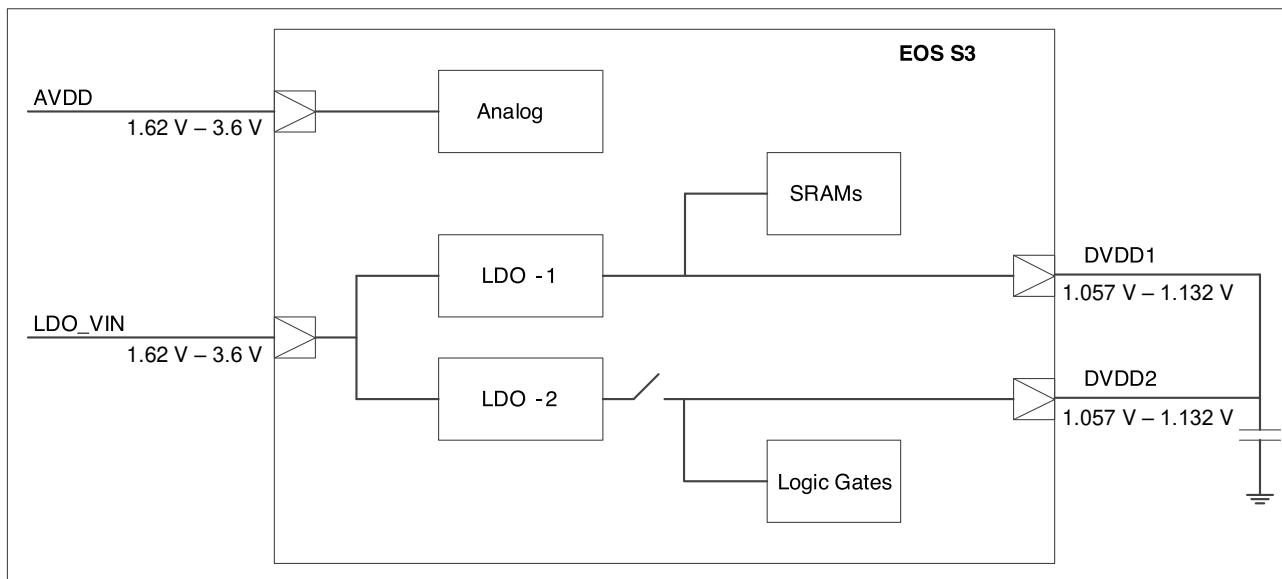 EOS S3
AVDD
1.62 V – 3.6 V
Analog
SRAMs
LDO -1
DVDD1
1.057 V – 1.132 V
LDO_VIN
1.62 V – 3.6 V
LDO -2
DVDD2
1.057 V – 1.132 V
Logic Gates